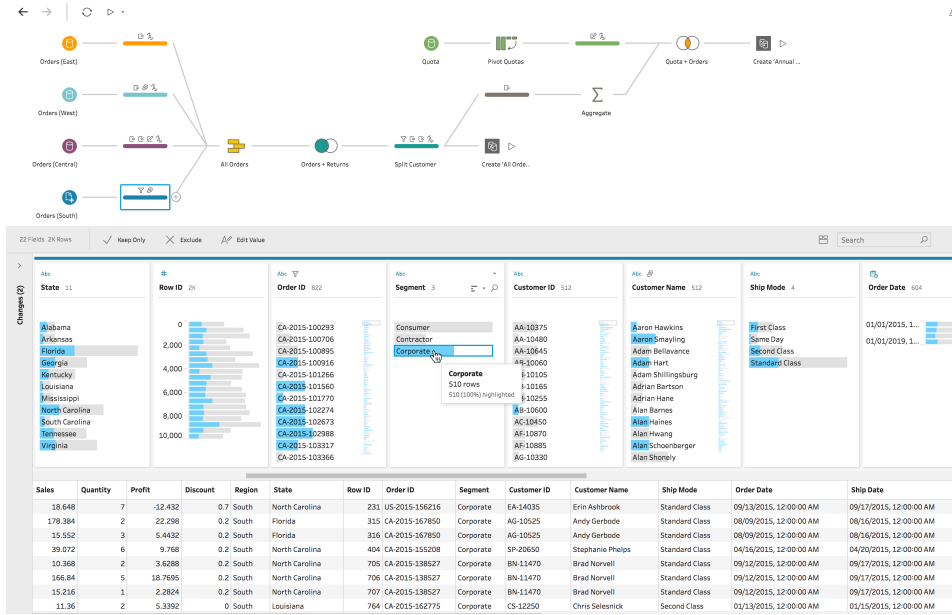 Orders (East)
Quota
Pivot Quotas
Quota + Orders
Create 'Annual ...
Orders (West)
Aggregate
Orders (Central)
All Orders
Orders + Returns
Split Customer
Create 'All Orde...
Orders (South)
22 Fields 2K Rows
Keep Only
Exclude
Edit Value
Search
Changes (2)
Abc
State 11
Alabama
Arkansas
Florida
Georgia
Kentucky
Louisiana
Mississippi
North Carolina
South Carolina
Tennessee
Virginia
#
Row ID 2K
0
2,000
4,000
6,000
8,000
10,000
Abc
Order ID 822
CA-2015-100293
CA-2015-100706
CA-2015-100895
CA-2015-100916
CA-2015-101266
CA-2015-101560
CA-2015-101770
CA-2015-102274
CA-2015-102673
CA-2015-102988
CA-2015-103317
CA-2015-103366
Abc
Segment 3
Consumer
Contractor
Corporate
Corporate
510 rows
510 (100%) highlighted
Abc
Customer ID 512
AA-10375
AA-10480
AA-10645
AB-10060
AB-10600
AC-10450
AF-10870
AF-10885
AG-10330
Abc
Customer Name 512
Aaron Hawkins
Aaron Smayling
Adam Bellavance
Adam Hart
Adam Shillingsburg
Adrian Barton
Adrian Hane
Alan Barnes
Alan Haines
Alan Hwang
Alan Schoenberger
Alan Shonely
Abc
Ship Mode 4
First Class
Same Day
Second Class
Standard Class
Order Date 604
01/01/2015, 1...
01/01/2019, 1...
Sales Quantity Profit Discount Region State Row ID Order ID Segment Customer ID Customer Name Ship Mode Order Date Ship Date
18.648 7 -12.432 0.7 South North Carolina 231 US-2015-156216 Corporate EA-14035 Erin Ashbrook Standard Class 09/13/2015, 12:00:00 AM 09/17/2015, 12:00:00 AM
178.384 2 22.298 0.2 South Florida 315 CA-2015-167850 Corporate AG-10525 Andy Gerbode Standard Class 08/09/2015, 12:00:00 AM 08/16/2015, 12:00:00 AM
15.552 3 5.4432 0.2 South Florida 316 CA-2015-167850 Corporate AG-10525 Andy Gerbode Standard Class 08/09/2015, 12:00:00 AM 08/16/2015, 12:00:00 AM
39.072 6 9.768 0.2 South North Carolina 404 CA-2015-155208 Corporate SP-20650 Stephanie Phelps Standard Class 04/16/2015, 12:00:00 AM 04/20/2015, 12:00:00 AM
10.368 2 3.6288 0.2 South North Carolina 705 CA-2015-138527 Corporate BN-11470 Brad Norvell Standard Class 09/12/2015, 12:00:00 AM 09/17/2015, 12:00:00 AM
166.84 5 18.7695 0.2 South North Carolina 706 CA-2015-138527 Corporate BN-11470 Brad Norvell Standard Class 09/12/2015, 12:00:00 AM 09/17/2015, 12:00:00 AM
15.216 1 2.2824 0.2 South North Carolina 707 CA-2015-138527 Corporate BN-11470 Brad Norvell Standard Class 09/12/2015, 12:00:00 AM 09/17/2015, 12:00:00 AM
11.36 2 5.3392 0 South Louisiana 764 CA-2015-162775 Corporate CS-12250 Chris Selesnick Second Class 01/13/2015, 12:00:00 AM 01/15/2015, 12:00:00 AM